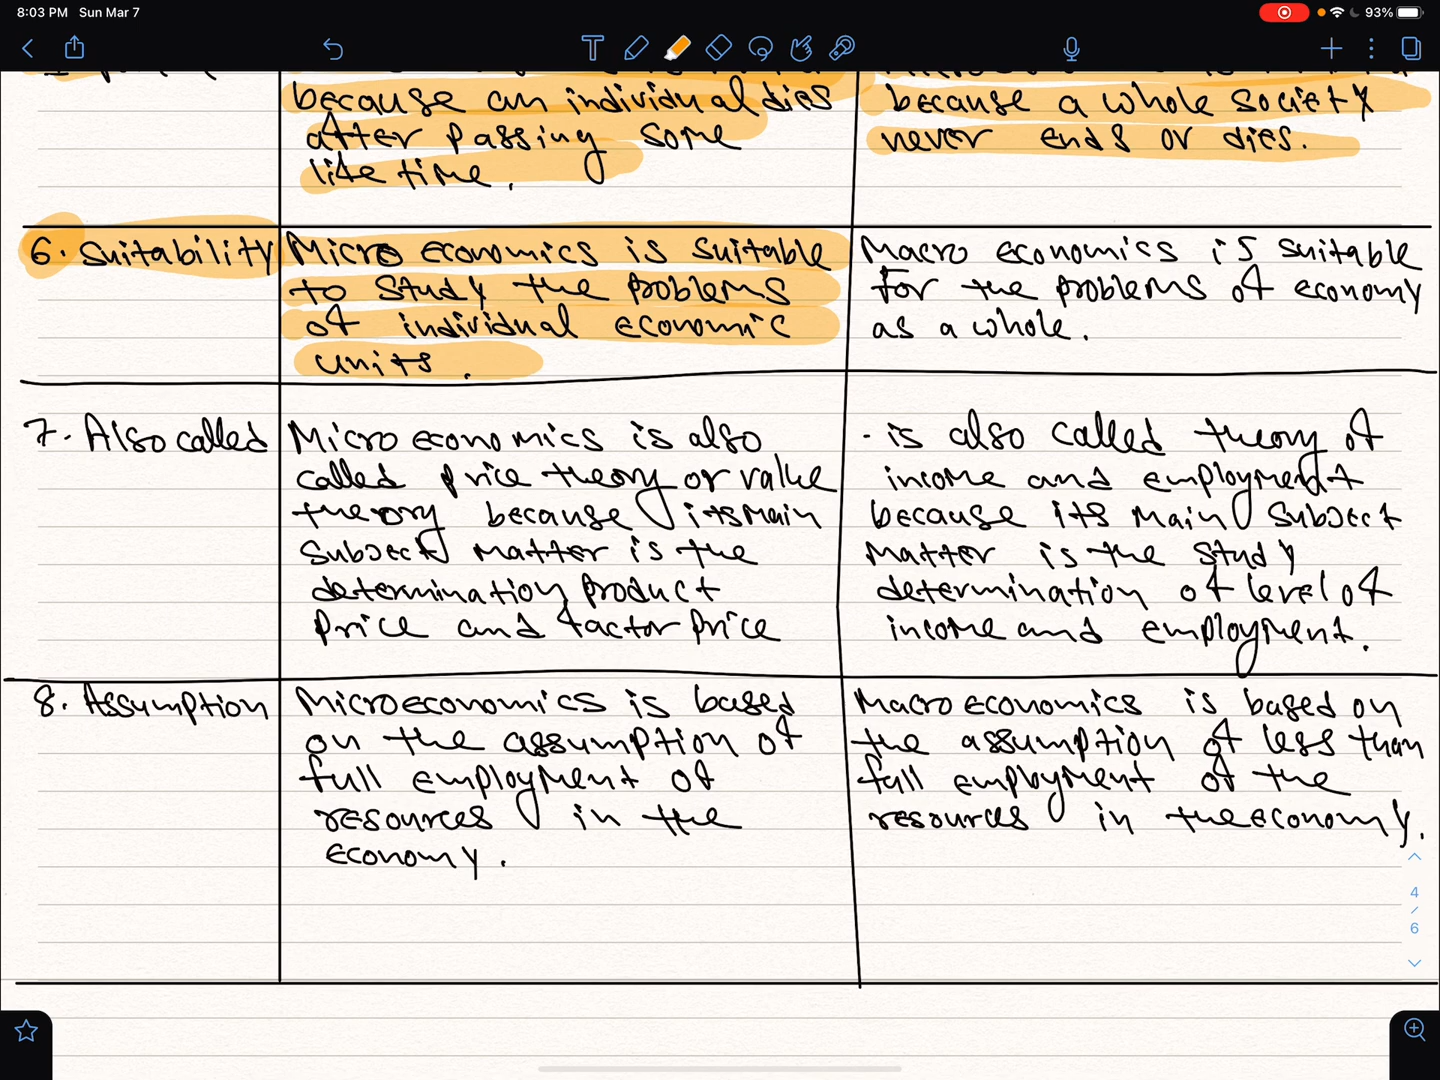 8:03 PM Sun Mar 7
93%
because an individual dies
after passing some
life time.
because a whole society
never ends or dies.
6. Suitability
Micro economics is suitable
to study the problems
of individual economic
units.
Macro economics is suitable
for the problems of economy
as a whole.
7. Also called
Micro economics is also
called price theory or value
theory because its main
subject matter is the
determination product
price and factor price
. is also called theory of
income and employment
because its main subject
matter is the study
determination of level of
income and employment.
8. Assumption
Microeconomics is based
on the assumption of
full employment of
resources in the
economy.
Macro economics is based on
the assumption of less than
full employment of the
resources in the economy.
4
/
6